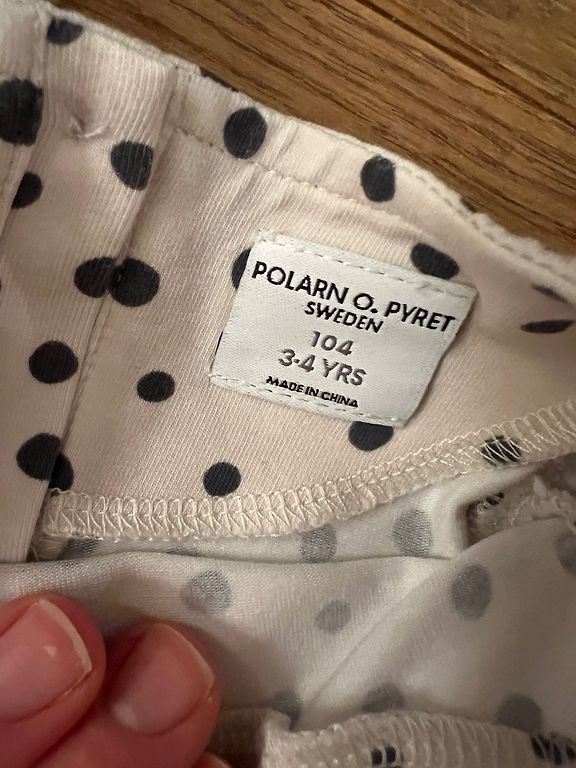 POLARN O. PYRET
SWEDEN
104
3-4 YRS
MADE IN CHINA